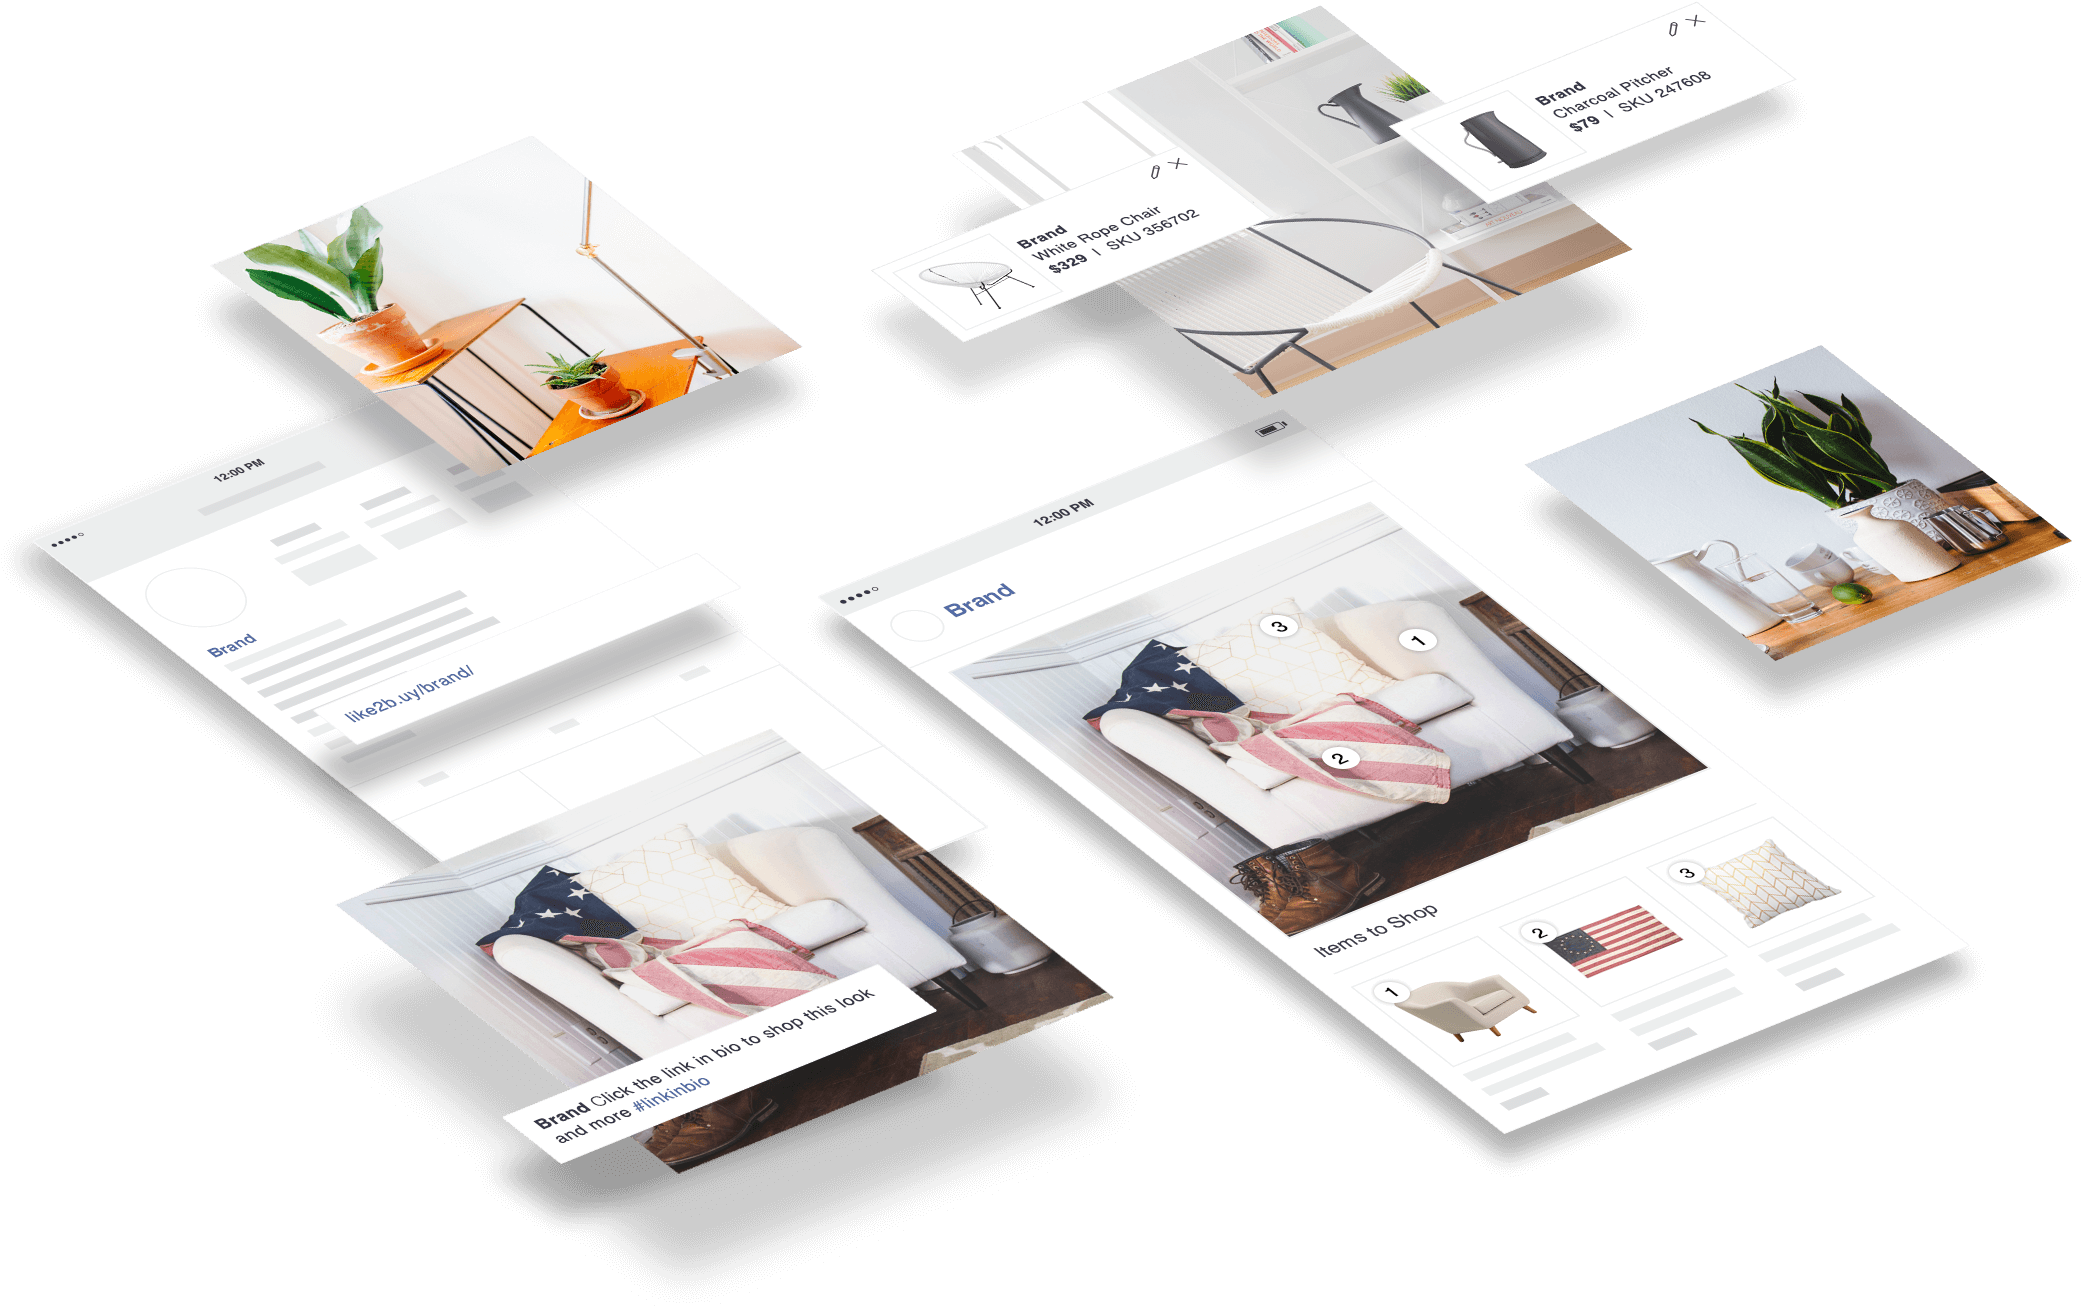 Brand
Charcoal Pitcher
$79 | SKU 247608
Brand
White Rope Chair
$329 | SKU 356702
12:00 PM
Brand
like2b.uy/brand/
Brand Click the link in bio to shop this look
and more #linkinbio
12:00 PM
Brand
3
1
2
Items to Shop
1
2
3